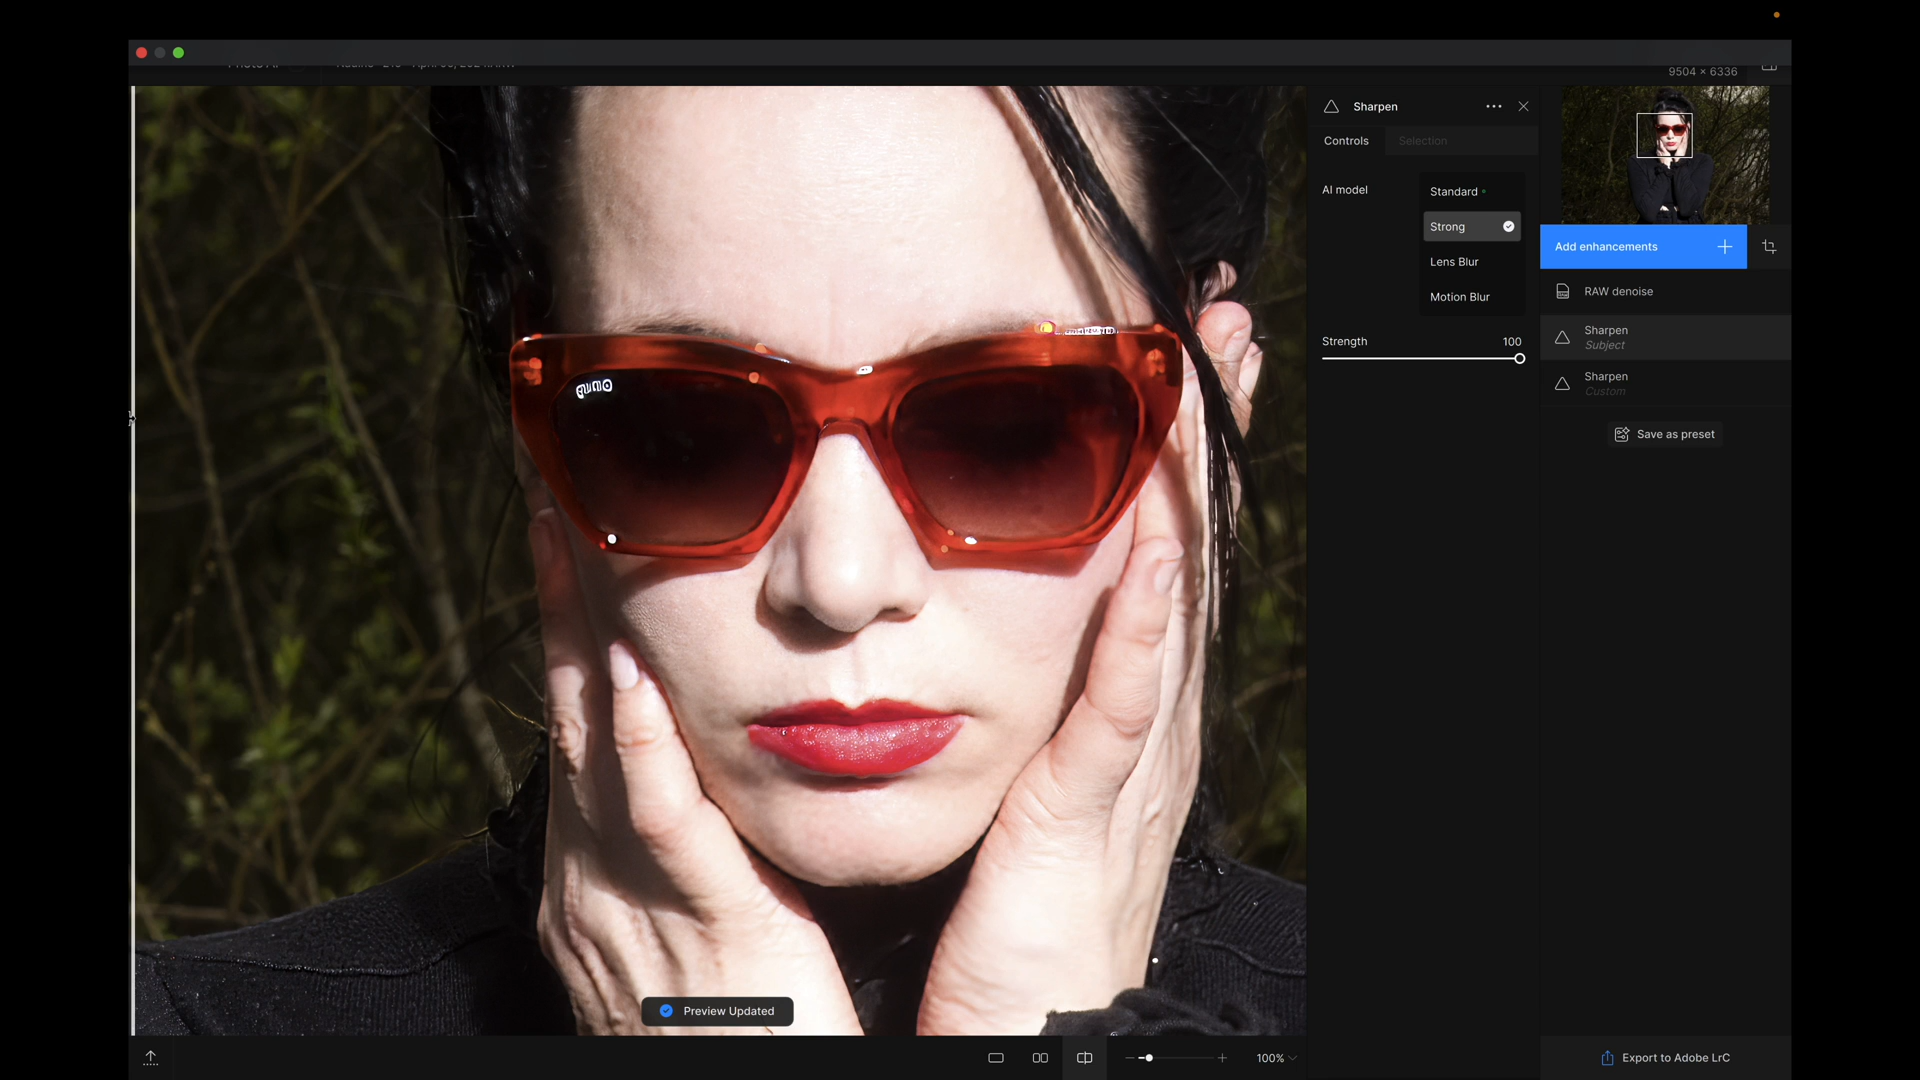 9504 × 6336
Sharpen
Controls
Selection
AI model
Standard
Strong
Lens Blur
Motion Blur
Strength 100
Add enhancements
RAW denoise
Sharpen
Subject
Sharpen
Custom
Save as preset
Preview Updated
100%
Export to Adobe LrC